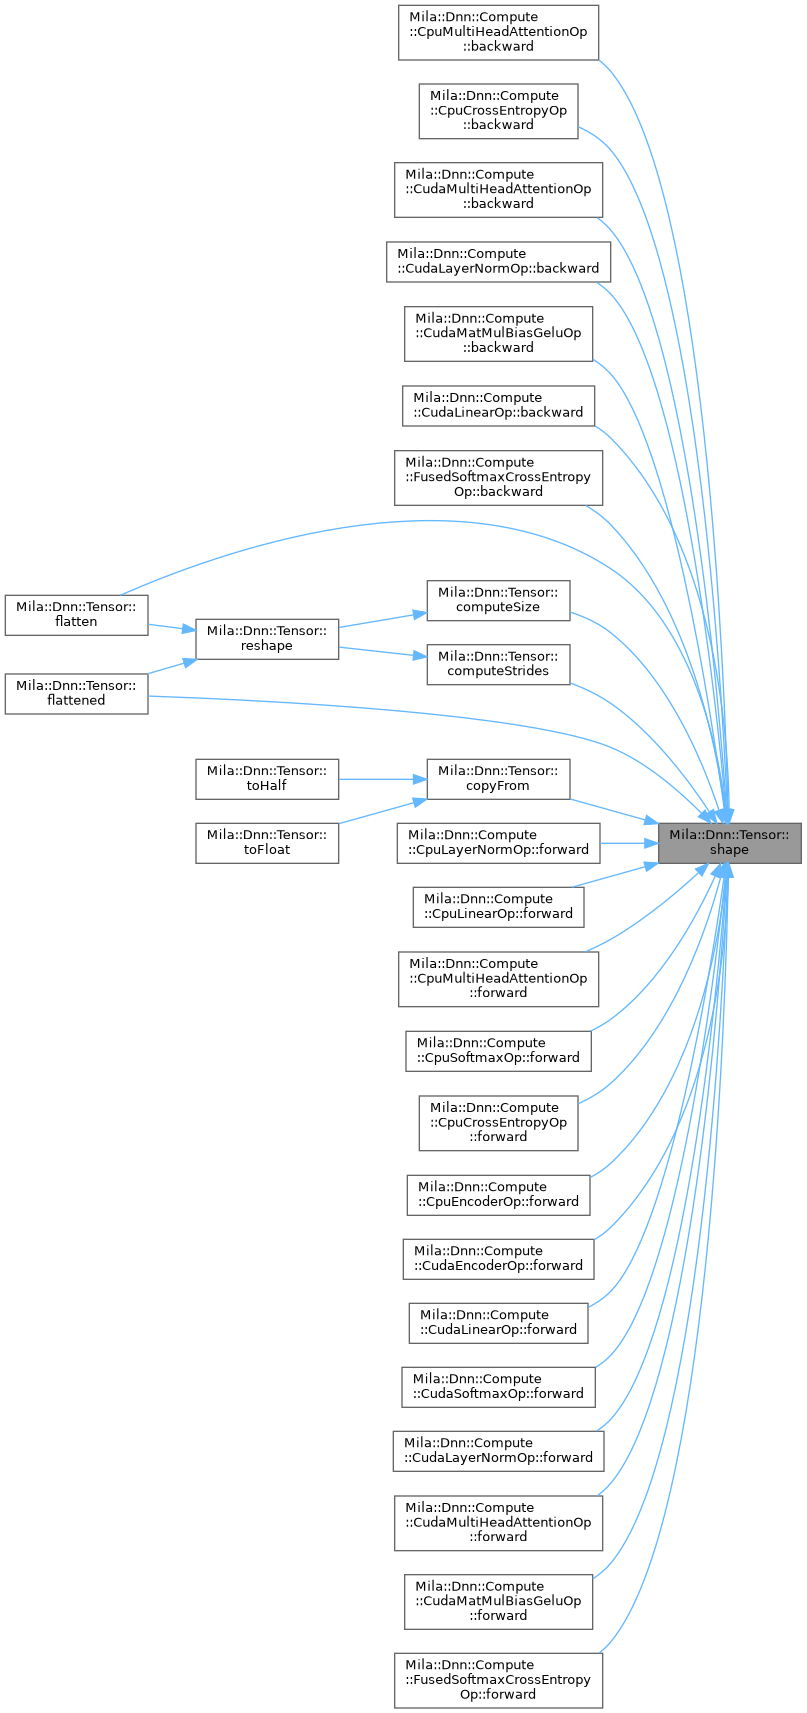 Mila::Dnn::Compute
::CpuMultiHeadAttentionOp
::backward
Mila::Dnn::Compute
::CpuCrossEntropyOp
::backward
Mila::Dnn::Compute
::CudaMultiHeadAttentionOp
::backward
Mila::Dnn::Compute
::CudaLayerNormOp::backward
Mila::Dnn::Compute
::CudaMatMulBiasGeluOp
::backward
Mila::Dnn::Compute
::CudaLinearOp::backward
Mila::Dnn::Compute
::FusedSoftmaxCrossEntropy
Op::backward
Mila::Dnn::Tensor::
flatten
Mila::Dnn::Tensor::
reshape
Mila::Dnn::Tensor::
computeSize
Mila::Dnn::Tensor::
computeStrides
Mila::Dnn::Tensor::
flattened
Mila::Dnn::Tensor::
toHalf
Mila::Dnn::Tensor::
copyFrom
Mila::Dnn::Tensor::
toFloat
Mila::Dnn::Compute
::CpuLayerNormOp::forward
Mila::Dnn::Tensor::
shape
Mila::Dnn::Compute
::CpuLinearOp::forward
Mila::Dnn::Compute
::CpuMultiHeadAttentionOp
::forward
Mila::Dnn::Compute
::CpuSoftmaxOp::forward
Mila::Dnn::Compute
::CpuCrossEntropyOp
::forward
Mila::Dnn::Compute
::CpuEncoderOp::forward
Mila::Dnn::Compute
::CudaEncoderOp::forward
Mila::Dnn::Compute
::CudaLinearOp::forward
Mila::Dnn::Compute
::CudaSoftmaxOp::forward
Mila::Dnn::Compute
::CudaLayerNormOp::forward
Mila::Dnn::Compute
::CudaMultiHeadAttentionOp
::forward
Mila::Dnn::Compute
::CudaMatMulBiasGeluOp
::forward
Mila::Dnn::Compute
::FusedSoftmaxCrossEntropy
Op::forward